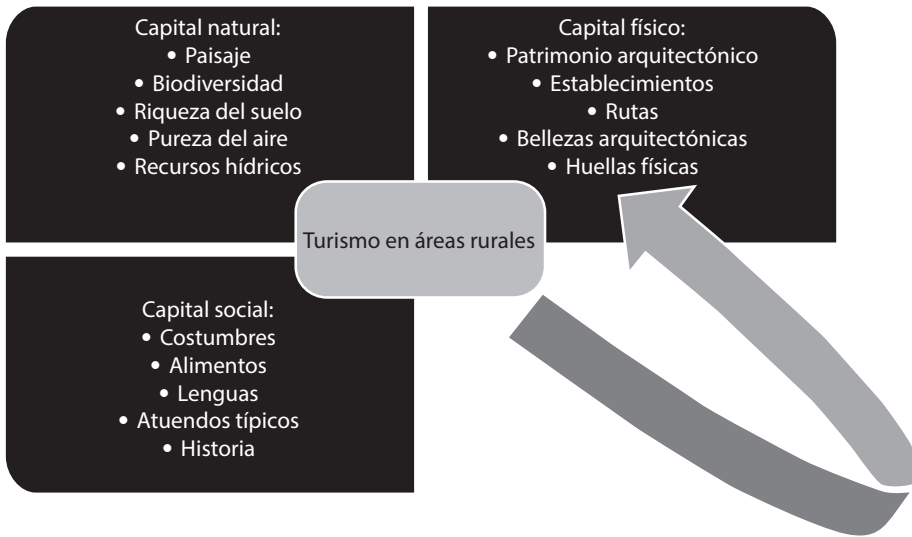 Capital natural:
• Paisaje
• Biodiversidad
• Riqueza del suelo
• Pureza del aire
• Recursos hídricos
Capital físico:
• Patrimonio arquitectónico
• Establecimientos
• Rutas
• Bellezas arquitectónicas
• Huellas físicas
Turismo en áreas rurales
Capital social:
• Costumbres
• Alimentos
• Lenguas
• Atuendos típicos
• Historia